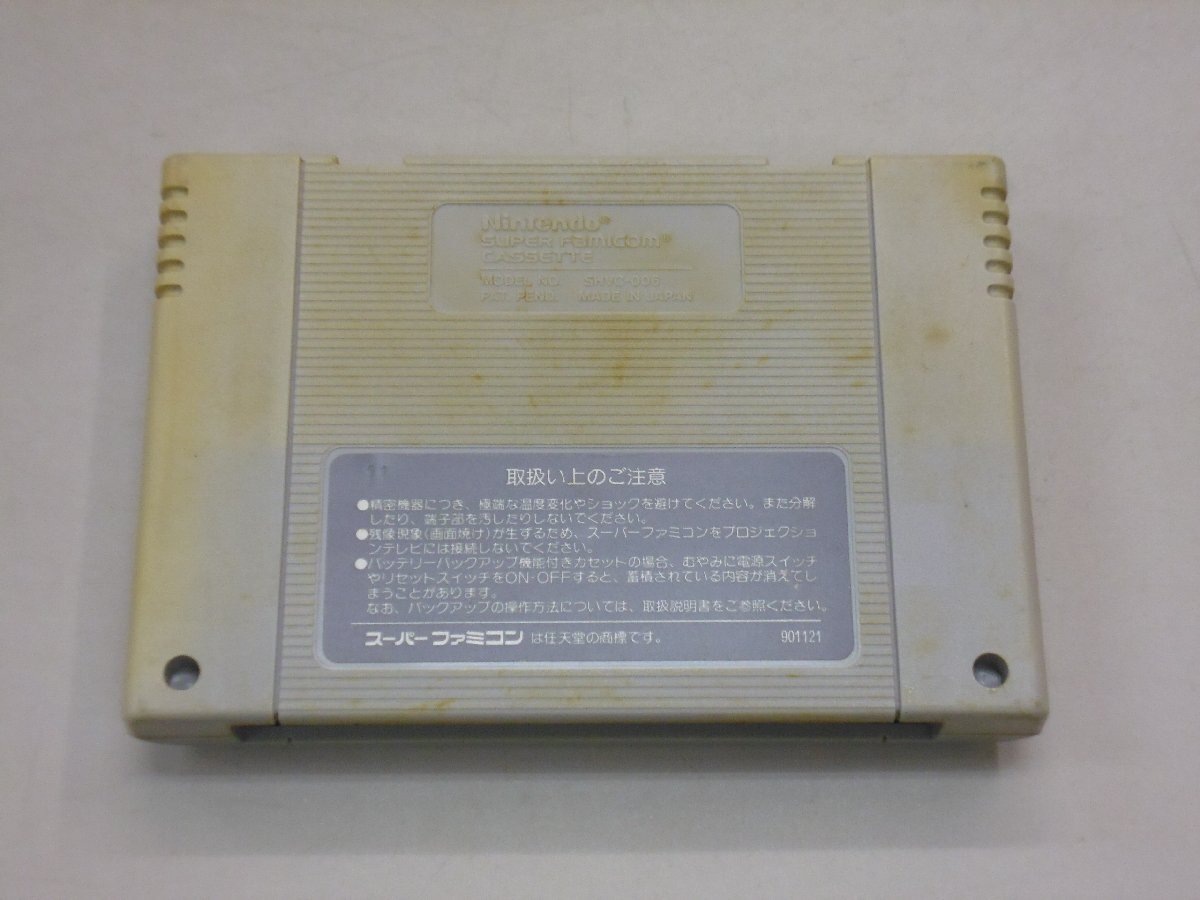 Nintendo®
SUPER FAMICOM®
CASSETTE
MODEL NO. SHVC-006
PAT. PEND. MADE IN JAPAN
取扱い上のご注意
●精密機器につき、極端な温度変化やショックを避けてください。また分解
したり、端子部を汚したりしないでください。
●残像現象(画面焼け)が生ずるため、スーパーファミコンをプロジェクショ
ンテレビには接続しないでください。
●バッテリーバックアップ機能付きカセットの場合、むやみに電源スイッチ
やリセットスイッチをON-OFFすると、蓄積されている内容が消えてし
まうことがあります。
なお、バックアップの操作方法については、取扱説明書をご参照ください。
スーパーファミコン は任天堂の商標です。 901121